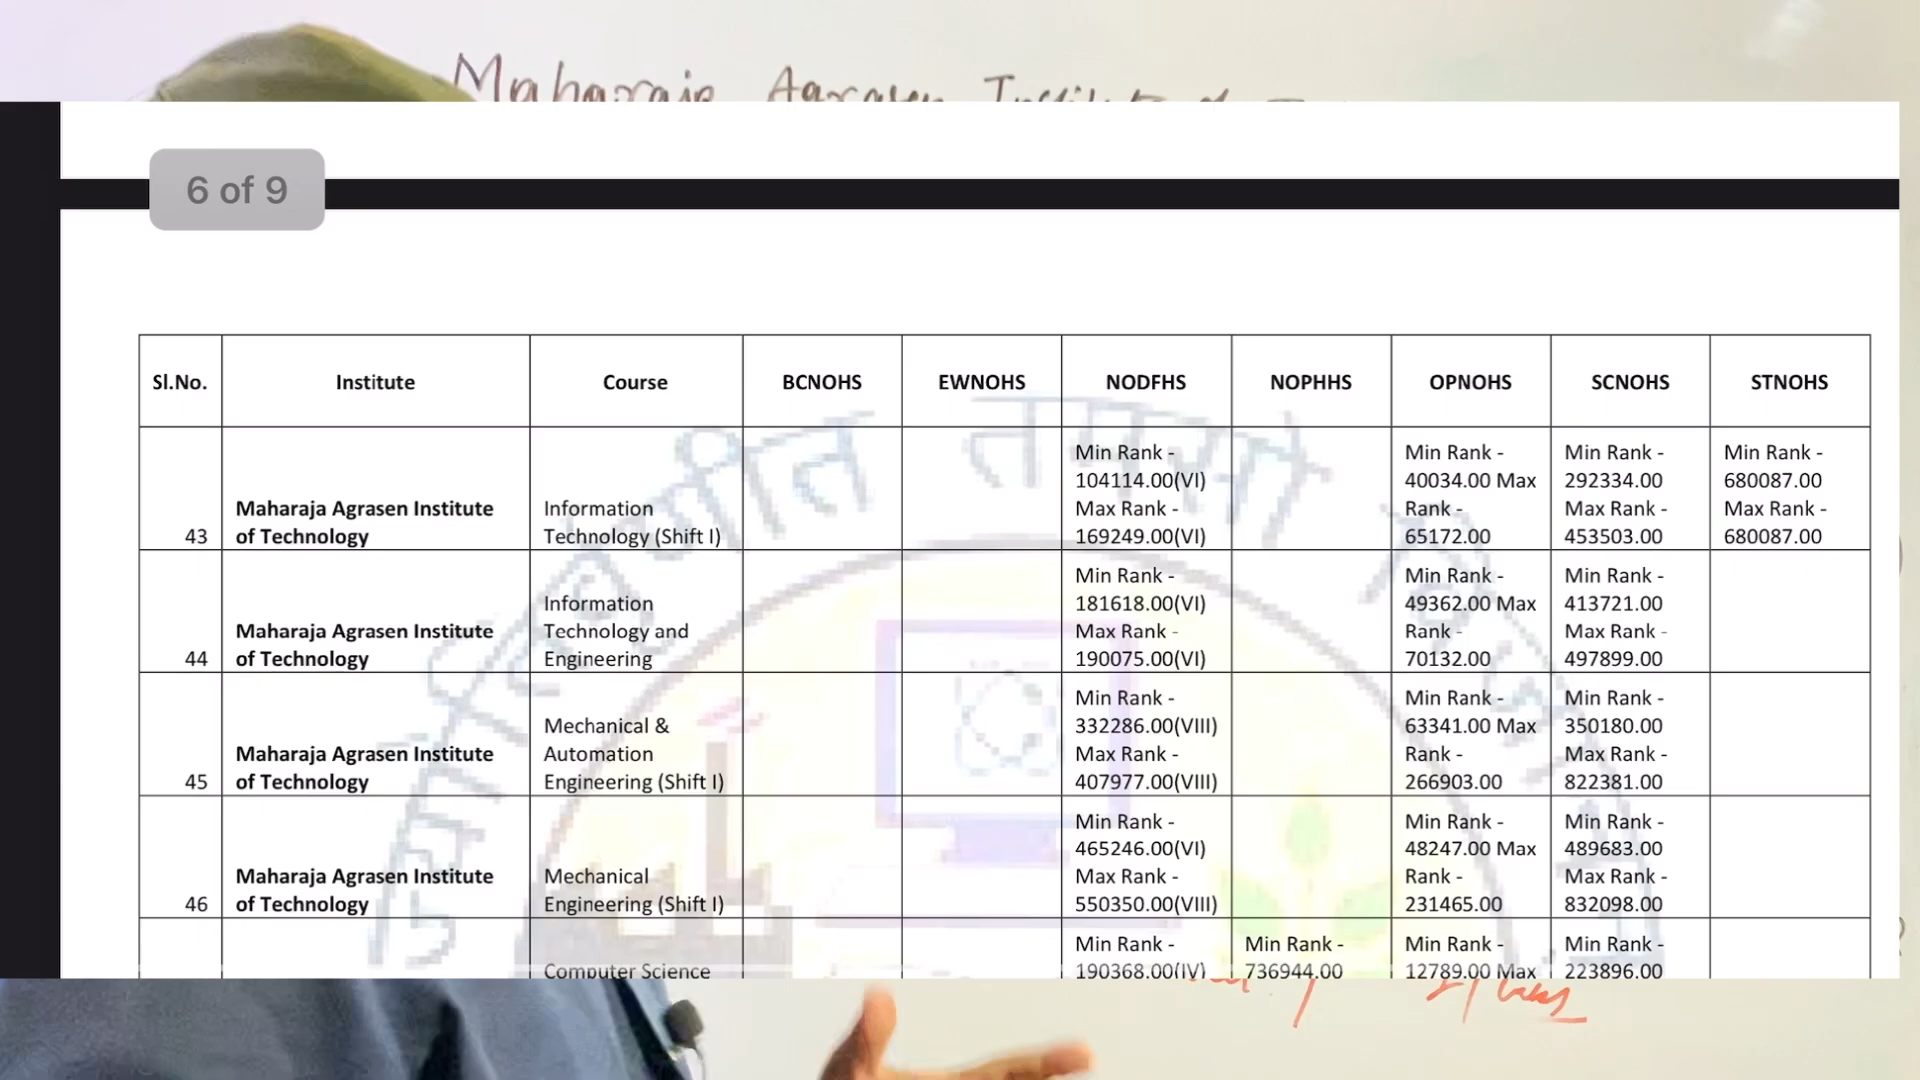 Maharaja Agrasen Institute of T
6 of 9
Sl.No. Institute Course BCNOHS EWNOHS NODFHS NOPHHS OPNOHS SCNOHS STNOHS
43
Maharaja Agrasen Institute
of Technology
Information
Technology (Shift I)
Min Rank -
104114.00(VI)
Max Rank -
169249.00(VI)
Min Rank -
40034.00 Max
Rank -
65172.00
Min Rank -
292334.00
Max Rank -
453503.00
Min Rank -
680087.00
Max Rank -
680087.00
44
Maharaja Agrasen Institute
of Technology
Information
Technology and
Engineering
Min Rank -
181618.00(VI)
Max Rank -
190075.00(VI)
Min Rank -
49362.00 Max
Rank -
70132.00
Min Rank -
413721.00
Max Rank -
497899.00
45
Maharaja Agrasen Institute
of Technology
Mechanical &
Automation
Engineering (Shift I)
Min Rank -
332286.00(VIII)
Max Rank -
407977.00(VIII)
Min Rank -
63341.00 Max
Rank -
266903.00
Min Rank -
350180.00
Max Rank -
822381.00
46
Maharaja Agrasen Institute
of Technology
Mechanical
Engineering (Shift I)
Min Rank -
465246.00(VI)
Max Rank -
550350.00(VIII)
Min Rank -
48247.00 Max
Rank -
231465.00
Min Rank -
489683.00
Max Rank -
832098.00
Computer Science
Min Rank -
190368.00(IV)
Min Rank -
736944.00
Min Rank -
12789.00 Max
Min Rank -
223896.00